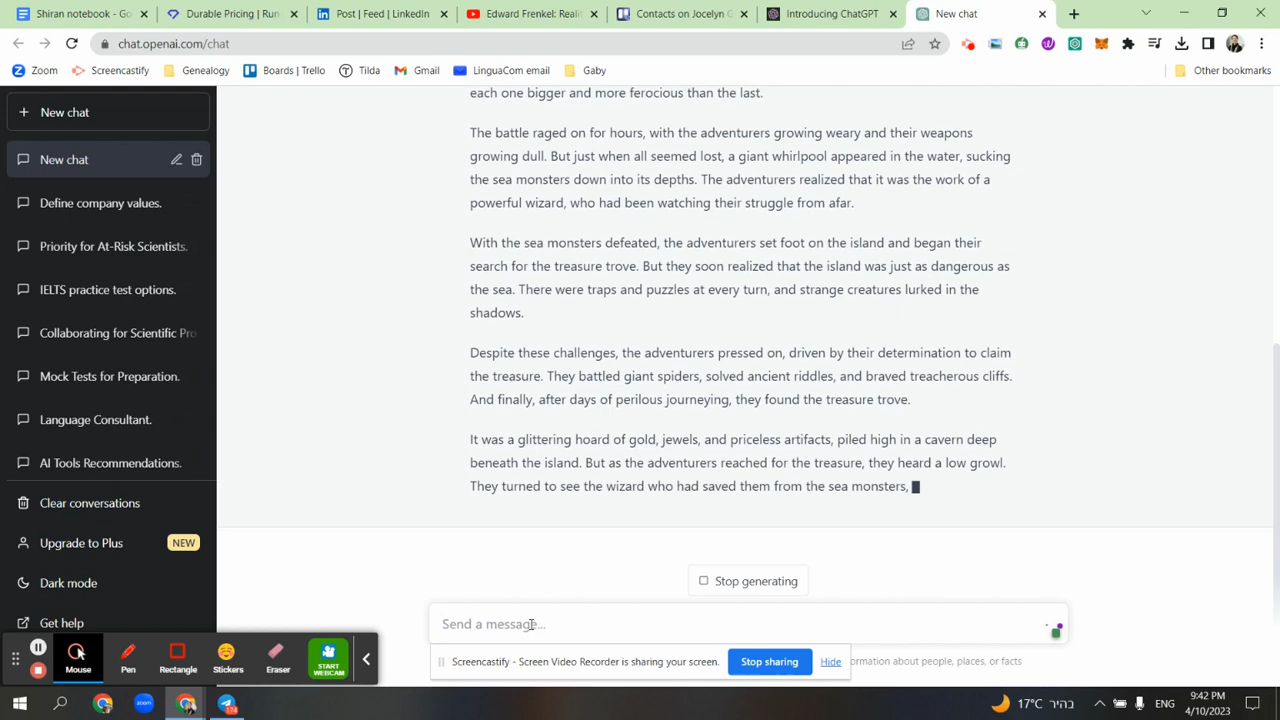 Shiran notebook - Go
Durable Pricing | Run
Post | Feed | LinkedIn
Edward Frenkel: Realit
Contacts on Jocelyn G
Introducing ChatGPT
New chat
chat.openai.com/chat
Zoom
Screencastify
Genealogy
Boards | Trello
Tilda
Gmail
LinguaCom email
Gaby
Other bookmarks
New chat
New chat
Define company values.
Priority for At-Risk Scientists.
IELTS practice test options.
Collaborating for Scientific Pro
Mock Tests for Preparation.
Language Consultant.
AI Tools Recommendations.
Clear conversations
Upgrade to Plus NEW
Dark mode
Get help
each one bigger and more ferocious than the last.
The battle raged on for hours, with the adventurers growing weary and their weapons
growing dull. But just when all seemed lost, a giant whirlpool appeared in the water, sucking
the sea monsters down into its depths. The adventurers realized that it was the work of a
powerful wizard, who had been watching their struggle from afar.
With the sea monsters defeated, the adventurers set foot on the island and began their
search for the treasure trove. But they soon realized that the island was just as dangerous as
the sea. There were traps and puzzles at every turn, and strange creatures lurked in the
shadows.
Despite these challenges, the adventurers pressed on, driven by their determination to claim
the treasure. They battled giant spiders, solved ancient riddles, and braved treacherous cliffs.
And finally, after days of perilous journeying, they found the treasure trove.
It was a glittering hoard of gold, jewels, and priceless artifacts, piled high in a cavern deep
beneath the island. But as the adventurers reached for the treasure, they heard a low growl.
They turned to see the wizard who had saved them from the sea monsters,
Stop generating
Send a message...
Screencastify - Screen Video Recorder is sharing your screen. Stop sharing Hide
formation about people, places, or facts
Mouse
Pen
Rectangle
Stickers
Eraser
START
WEBCAM
174
17°C בהיר
ENG
9:42 PM
4/10/2023